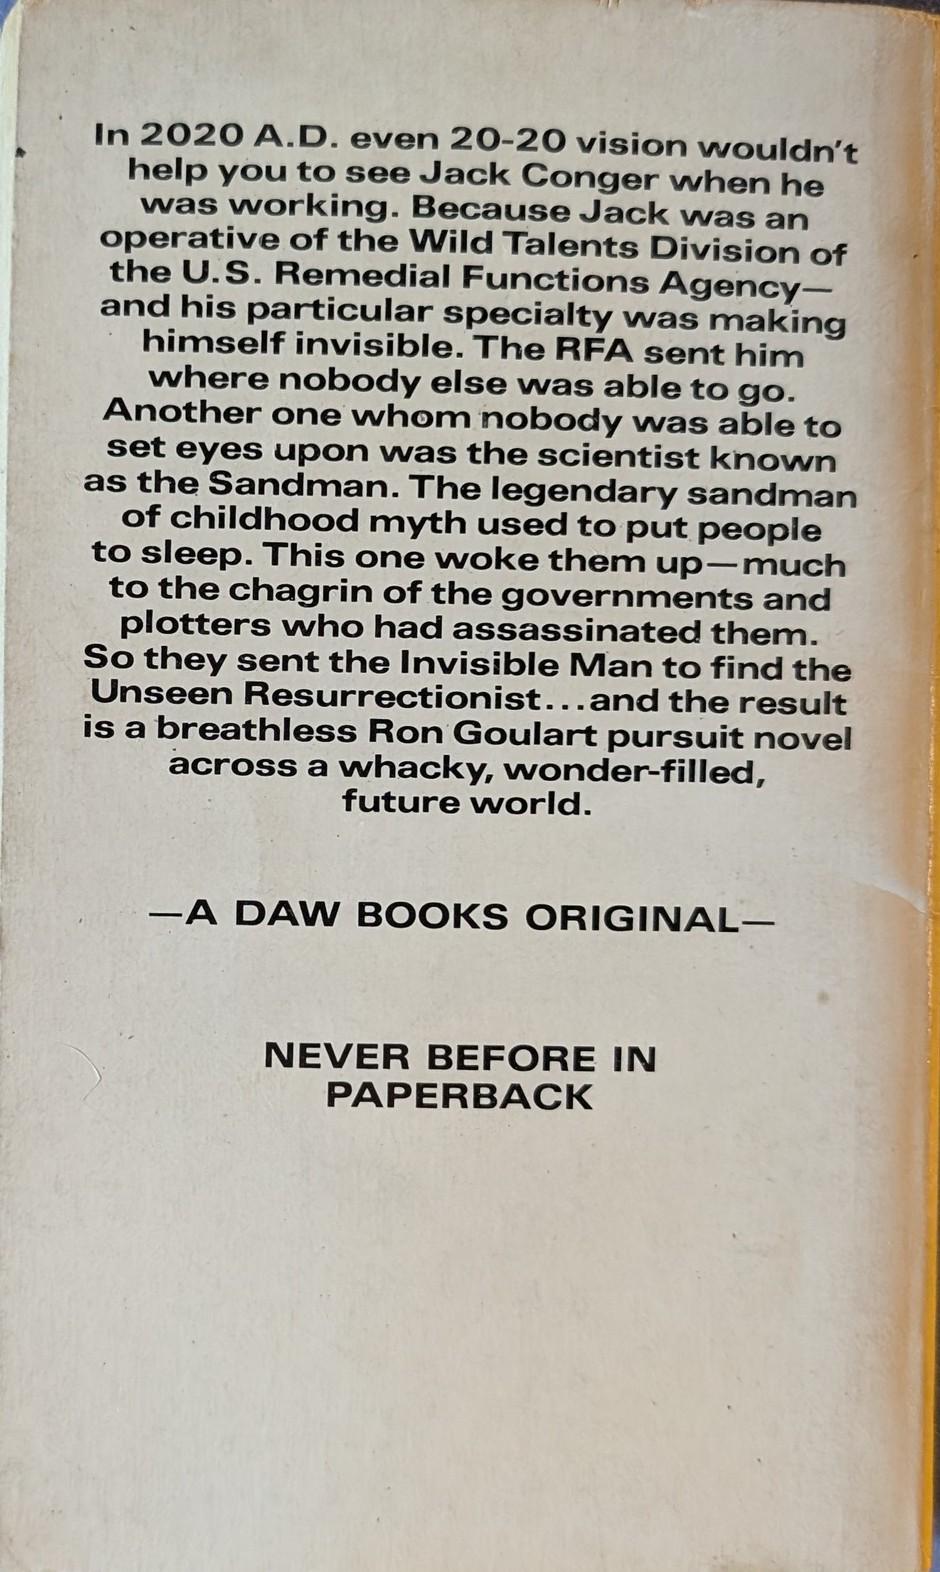 In 2020 A.D. even 20-20 vision wouldn't
help you to see Jack Conger when he
was working. Because Jack was an
operative of the Wild Talents Division of
the U.S. Remedial Functions Agency—
and his particular specialty was making
himself invisible. The RFA sent him
where nobody else was able to go.
Another one whom nobody was able to
set eyes upon was the scientist known
as the Sandman. The legendary sandman
of childhood myth used to put people
to sleep. This one woke them up—much
to the chagrin of the governments and
plotters who had assassinated them.
So they sent the Invisible Man to find the
Unseen Resurrectionist...and the result
is a breathless Ron Goulart pursuit novel
across a whacky, wonder-filled,
future world.
—A DAW BOOKS ORIGINAL—
NEVER BEFORE IN
PAPERBACK